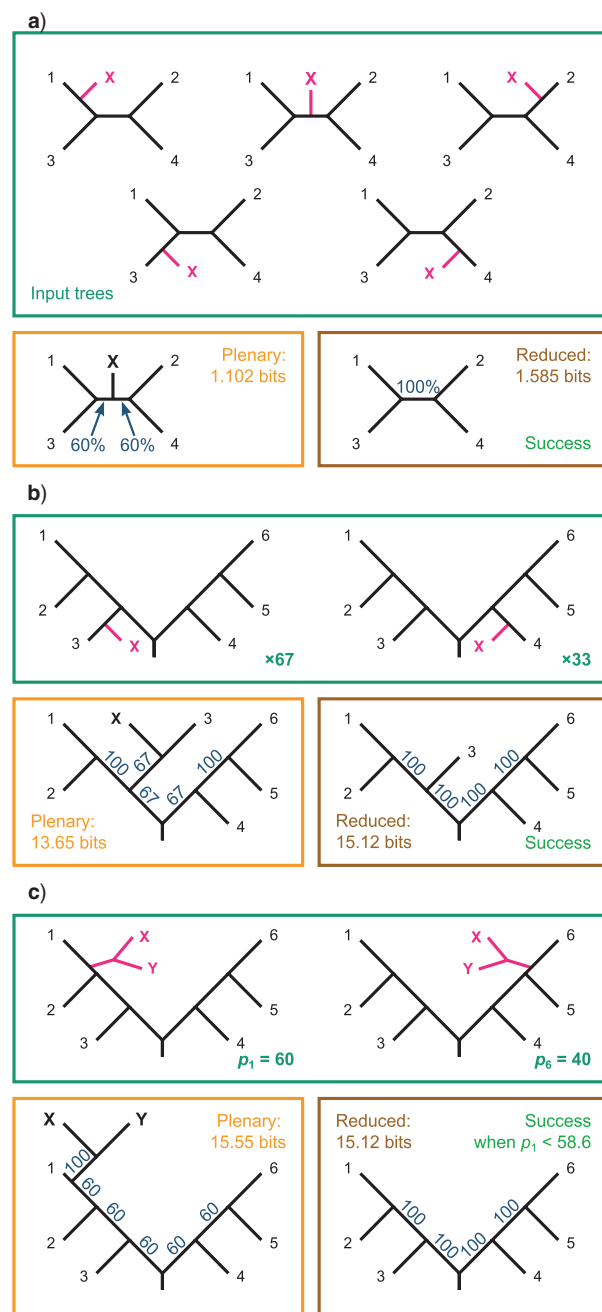 a)
1 X 2 X 1 2 X 1 2
3 4 3 4 3 4
1 2 1 2
3 X 4 3 X 4
Input trees
1 X 2 Plenary:
1.102 bits
3 60% 60% 4
1 2 Reduced:
100% 1.585 bits
3 4 Success
b)
1 6
2 5
3 X 4
×67
1 6
2 5
3 X 4
×33
1 X 3 6
100 67 100
2 67 67 5
Plenary: 4
13.65 bits
1 6
100 3 100
2 100 100 5
Reduced: 4
15.12 bits Success
c)
1 X 6
Y
2 5
3 4
p1 = 60
1 X 6
Y
2 5
3 4
p6 = 40
X Y Plenary:
15.55 bits
100
1 60 6
60 60
2 60 60 5
3 4
Reduced: Success
15.12 bits when p1 < 58.6
1 6
100 100
2 100 100 5
3 4